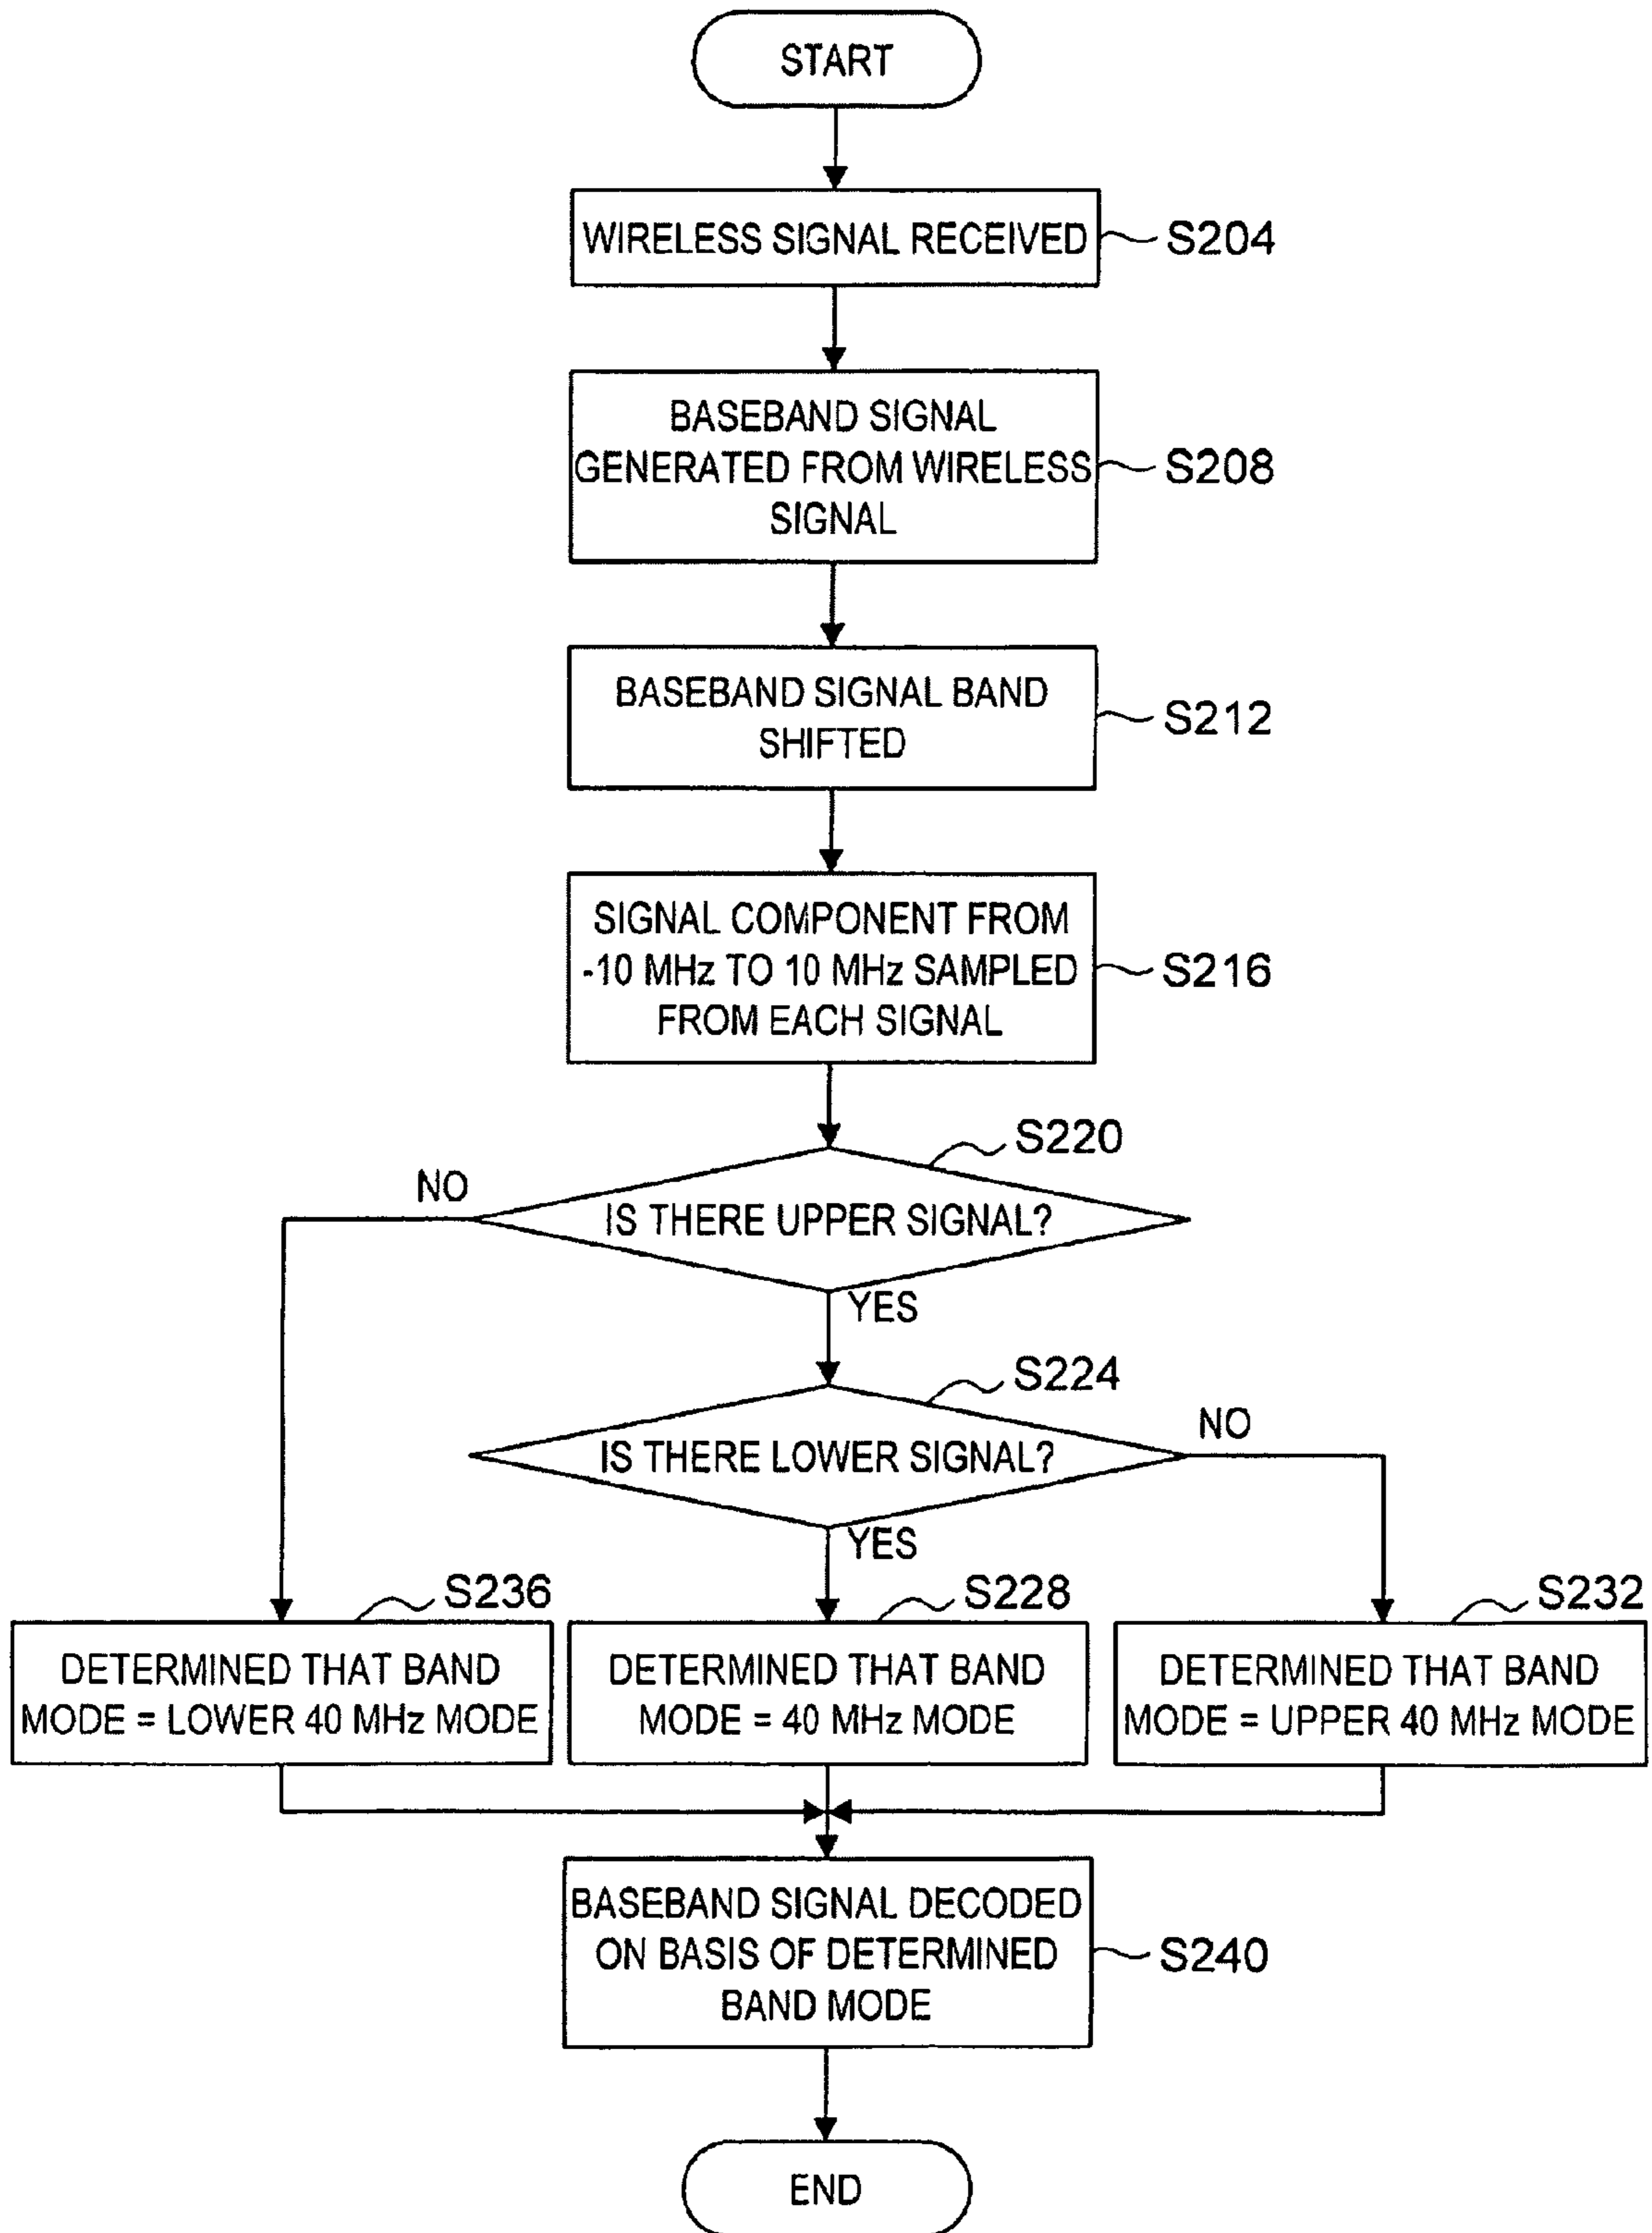 START
WIRELESS SIGNAL RECEIVED
S204
BASEBAND SIGNAL
GENERATED FROM WIRELESS
SIGNAL
S208
BASEBAND SIGNAL BAND
SHIFTED
S212
SIGNAL COMPONENT FROM
-10 MHz TO 10 MHz SAMPLED
FROM EACH SIGNAL
S216
S220
NO
IS THERE UPPER SIGNAL?
YES
S224
NO
IS THERE LOWER SIGNAL?
YES
S236
DETERMINED THAT BAND
MODE = LOWER 40 MHz MODE
S228
DETERMINED THAT BAND
MODE = 40 MHz MODE
S232
DETERMINED THAT BAND
MODE = UPPER 40 MHz MODE
BASEBAND SIGNAL DECODED
ON BASIS OF DETERMINED
BAND MODE
S240
END